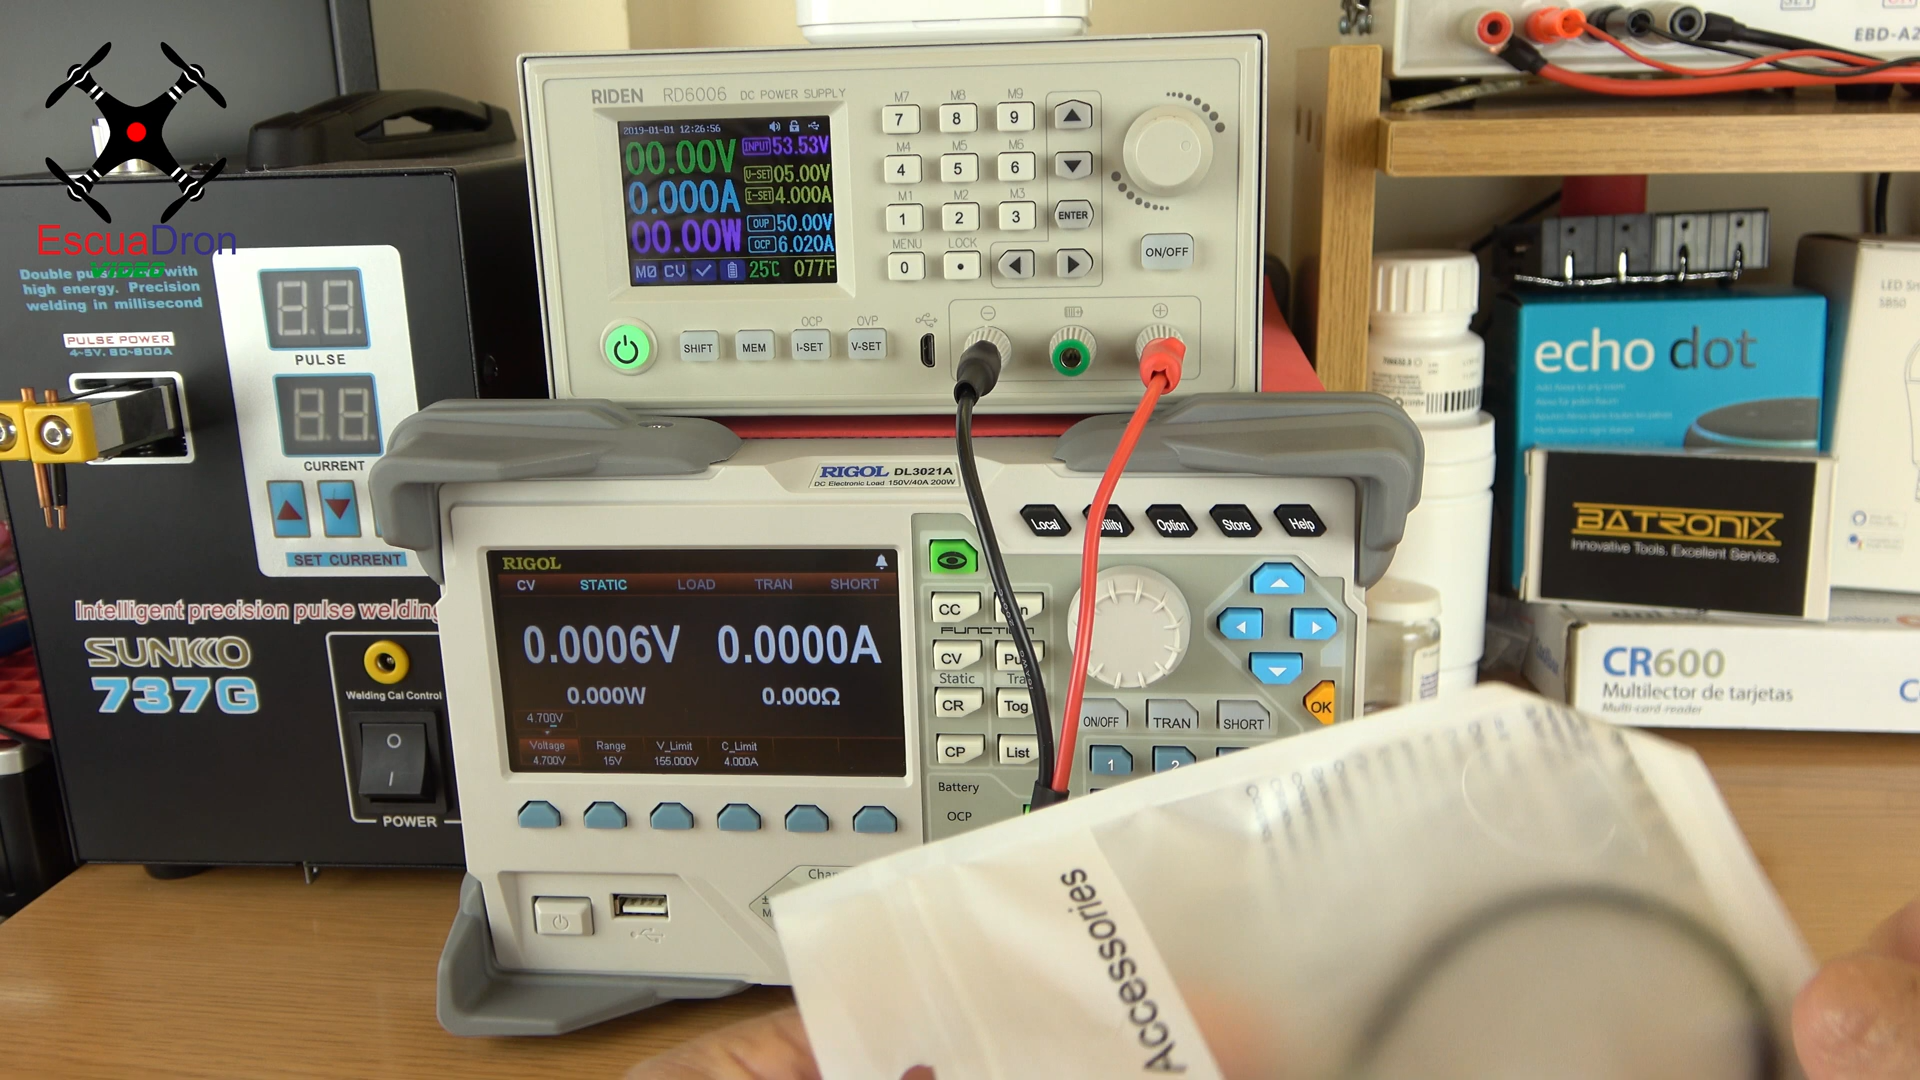 EscuaDron
VIDEO
Double pulse
with
high energy. Precision
welding in millisecond
PULSE POWER
4~5V. 80~800A
PULSE
CURRENT
SET CURRENT
Intelligent precision pulse welding
SUNKKO
737G
Welding Cal Control
POWER
RIDEN RD6006 DC POWER SUPPLY
2019-01-01 12:26:56
00.00V
0.000A
00.00W
INPUT 53.53V
V-SET 05.00V
I-SET 4.000A
OVP 50.00V
OCP 6.020A
M0 CV 25℃ 077F
M7 M8 M9
7 8 9
M4 M5 M6
4 5 6
M1 M2 M3
1 2 3
MENU LOCK
0 •
ENTER
ON/OFF
OCP OVP
SHIFT MEM I-SET V-SET
RIGOL DL3021A
DC Electronic Load 150V/40A 200W
Local
Option Store Help
RIGOL
CV STATIC LOAD TRAN SHORT
0.0006V 0.0000A
0.000W 0.000Ω
4.700V
Voltage Range V_Limit C_Limit
4.700V 15V 155.000V 4.000A
CC
FUNCTION
CV
Static
CR Tog
CP List
Battery
OCP
ON/OFF TRAN SHORT
OK
1 2
Accessories
EBD-A2
echo dot
BATRONIX
Innovative Tools. Excellent Service.
CR600
Multilector de tarjetas
Multi-card reader